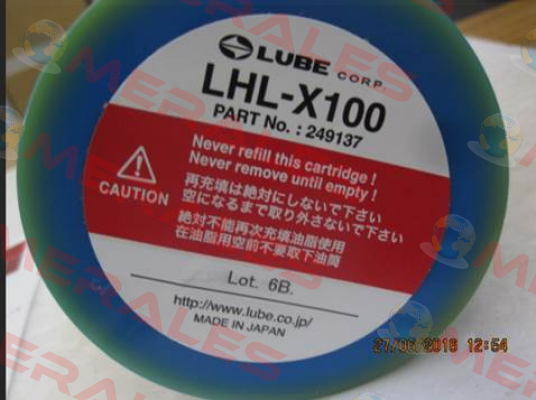 LUBE CORP.
LHL-X100
PART No. : 249137
Never refill this cartridge !
Never remove until empty !
CAUTION
再充填は絶対にしないで下さい
空になるまで取り外さないで下さい
絶対不能再次充填油脂使用
在油脂用空前不要取下油筒
Lot. 6B.
http://www.lube.co.jp/
MADE IN JAPAN
27/06/2016 12:54
MERALES